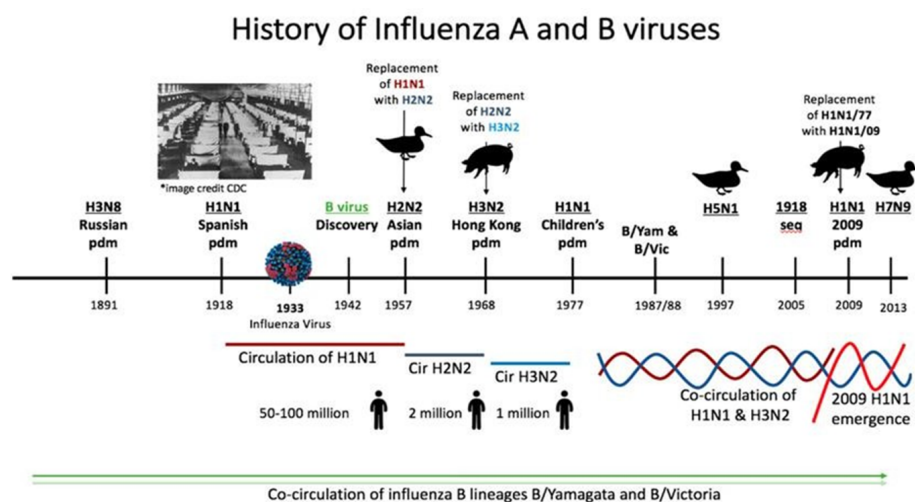 History of Influenza A and B viruses
Replacement
of H1N1
with H2N2
Replacement
of H2N2
with H3N2
Replacement
of H1N1/77
with H1N1/09
*image credit CDC
H3N8
Russian
pdm
H1N1
Spanish
pdm
B virus
Discovery
H2N2
Asian
pdm
H3N2
Hong Kong
pdm
H1N1
Children's
pdm
B/Yam &
B/Vic
H5N1
1918
seq
H1N1
2009
pdm
H7N9
1891
1918
1933
Influenza Virus
1942
1957
1968
1977
1987/88
1997
2005
2009
2013
Circulation of H1N1
Cir H2N2
Cir H3N2
50-100 million
2 million
1 million
Co-circulation of
H1N1 & H3N2
2009 H1N1
emergence
Co-circulation of influenza B lineages B/Yamagata and B/Victoria